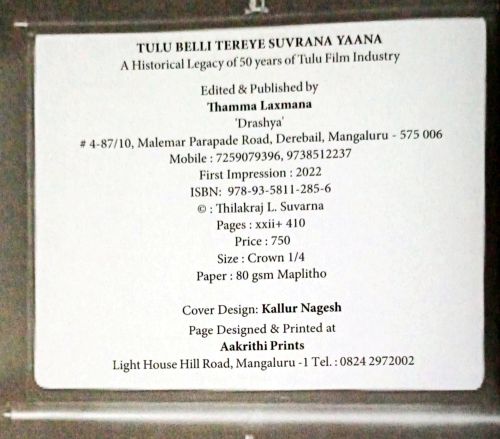 TULU BELLI TEREYE SUVRANA YAANA
A Historical Legacy of 50 years of Tulu Film Industry
Edited & Published by
Thamma Laxmana
'Drashya'
# 4-87/10, Malemar Parapade Road, Derebail, Mangaluru - 575 006
Mobile : 7259079396, 9738512237
First Impression : 2022
ISBN: 978-93-5811-285-6
© : Thilakraj L. Suvarna
Pages : xxii+ 410
Price : 750
Size : Crown 1/4
Paper : 80 gsm Maplitho
Cover Design: Kallur Nagesh
Page Designed & Printed at
Aakrithi Prints
Light House Hill Road, Mangaluru -1 Tel. : 0824 2972002